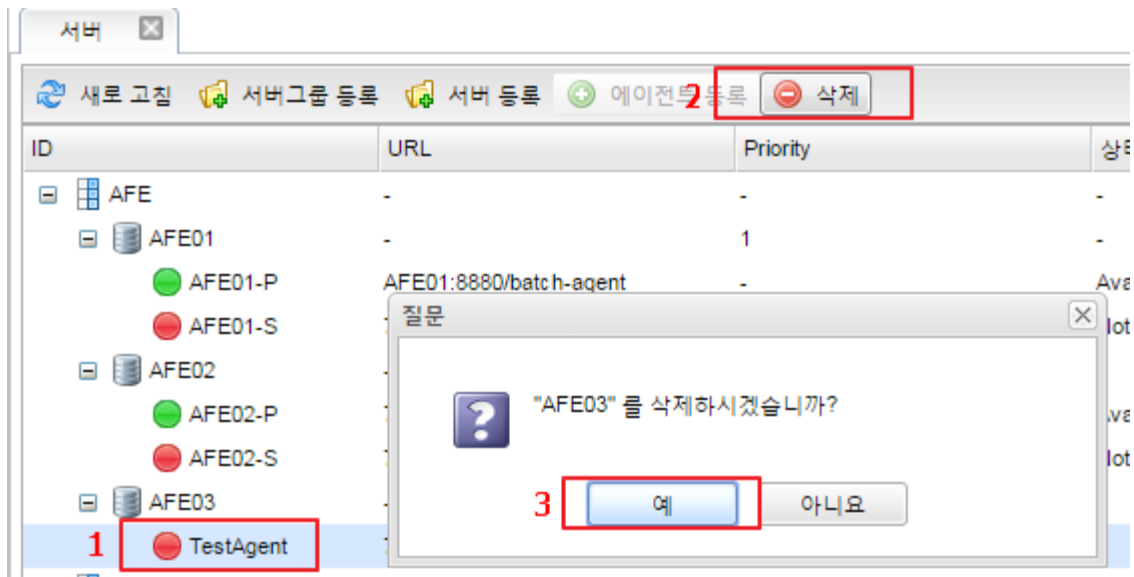 서버
새로 고침 서버그룹 등록 서버 등록 에이전트 등록 2 삭제
ID URL Priority
AFE - - -
AFE01 - 1 -
AFE01-P AFE01:8880/batch-agent - Ava
AFE01-S
질문
AFE02
"AFE03" 를 삭제하시겠습니까?
AFE02-P
AFE02-S
AFE03
3 예 아니요
1 TestAgent